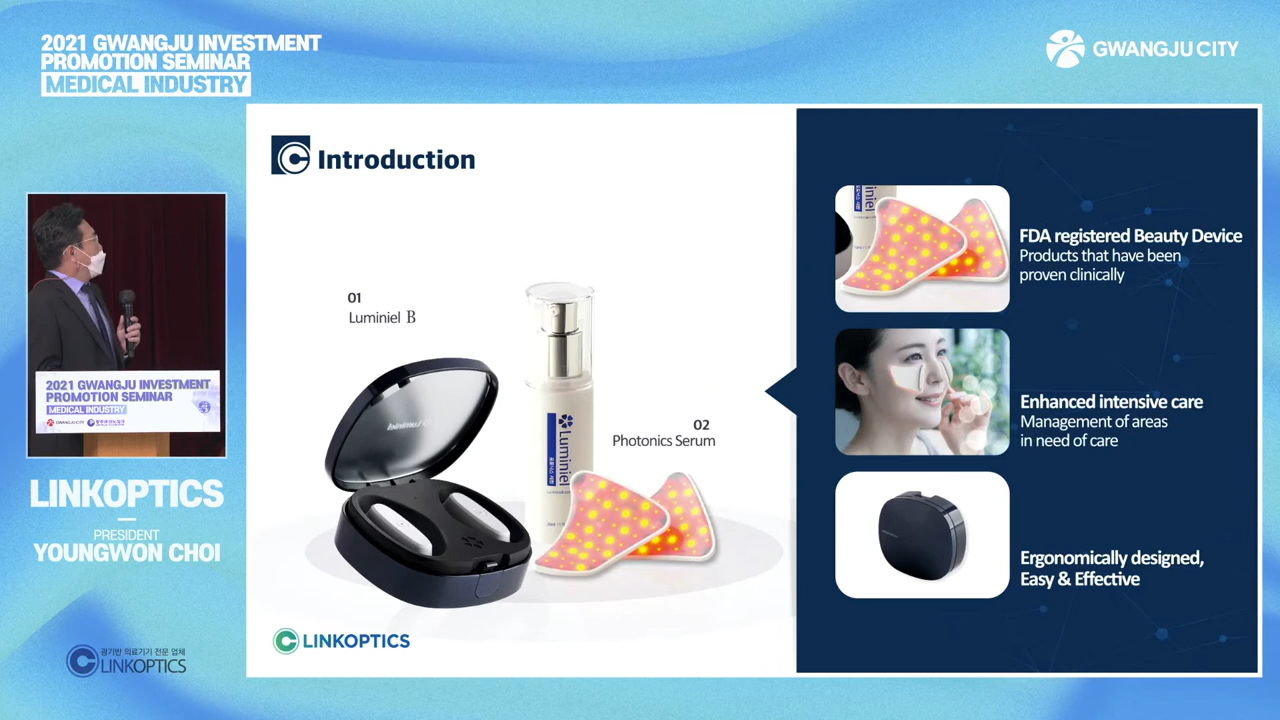 2021 GWANGJU INVESTMENT
PROMOTION SEMINAR
MEDICAL INDUSTRY
GWANGJU CITY
Introduction
01
Luminiel B
02
Photonics Serum
Luminiel
LINKOPTICS
FDA registered Beauty Device
Products that have been
proven clinically
Enhanced intensive care
Management of areas
in need of care
Ergonomically designed,
Easy & Effective
2021 GWANGJU INVESTMENT
PROMOTION SEMINAR
MEDICAL INDUSTRY
GWANGJU CITY
LINKOPTICS
PRESIDENT
YOUNGWON CHOI
광기반 의료기기 전문 업체
LINKOPTICS